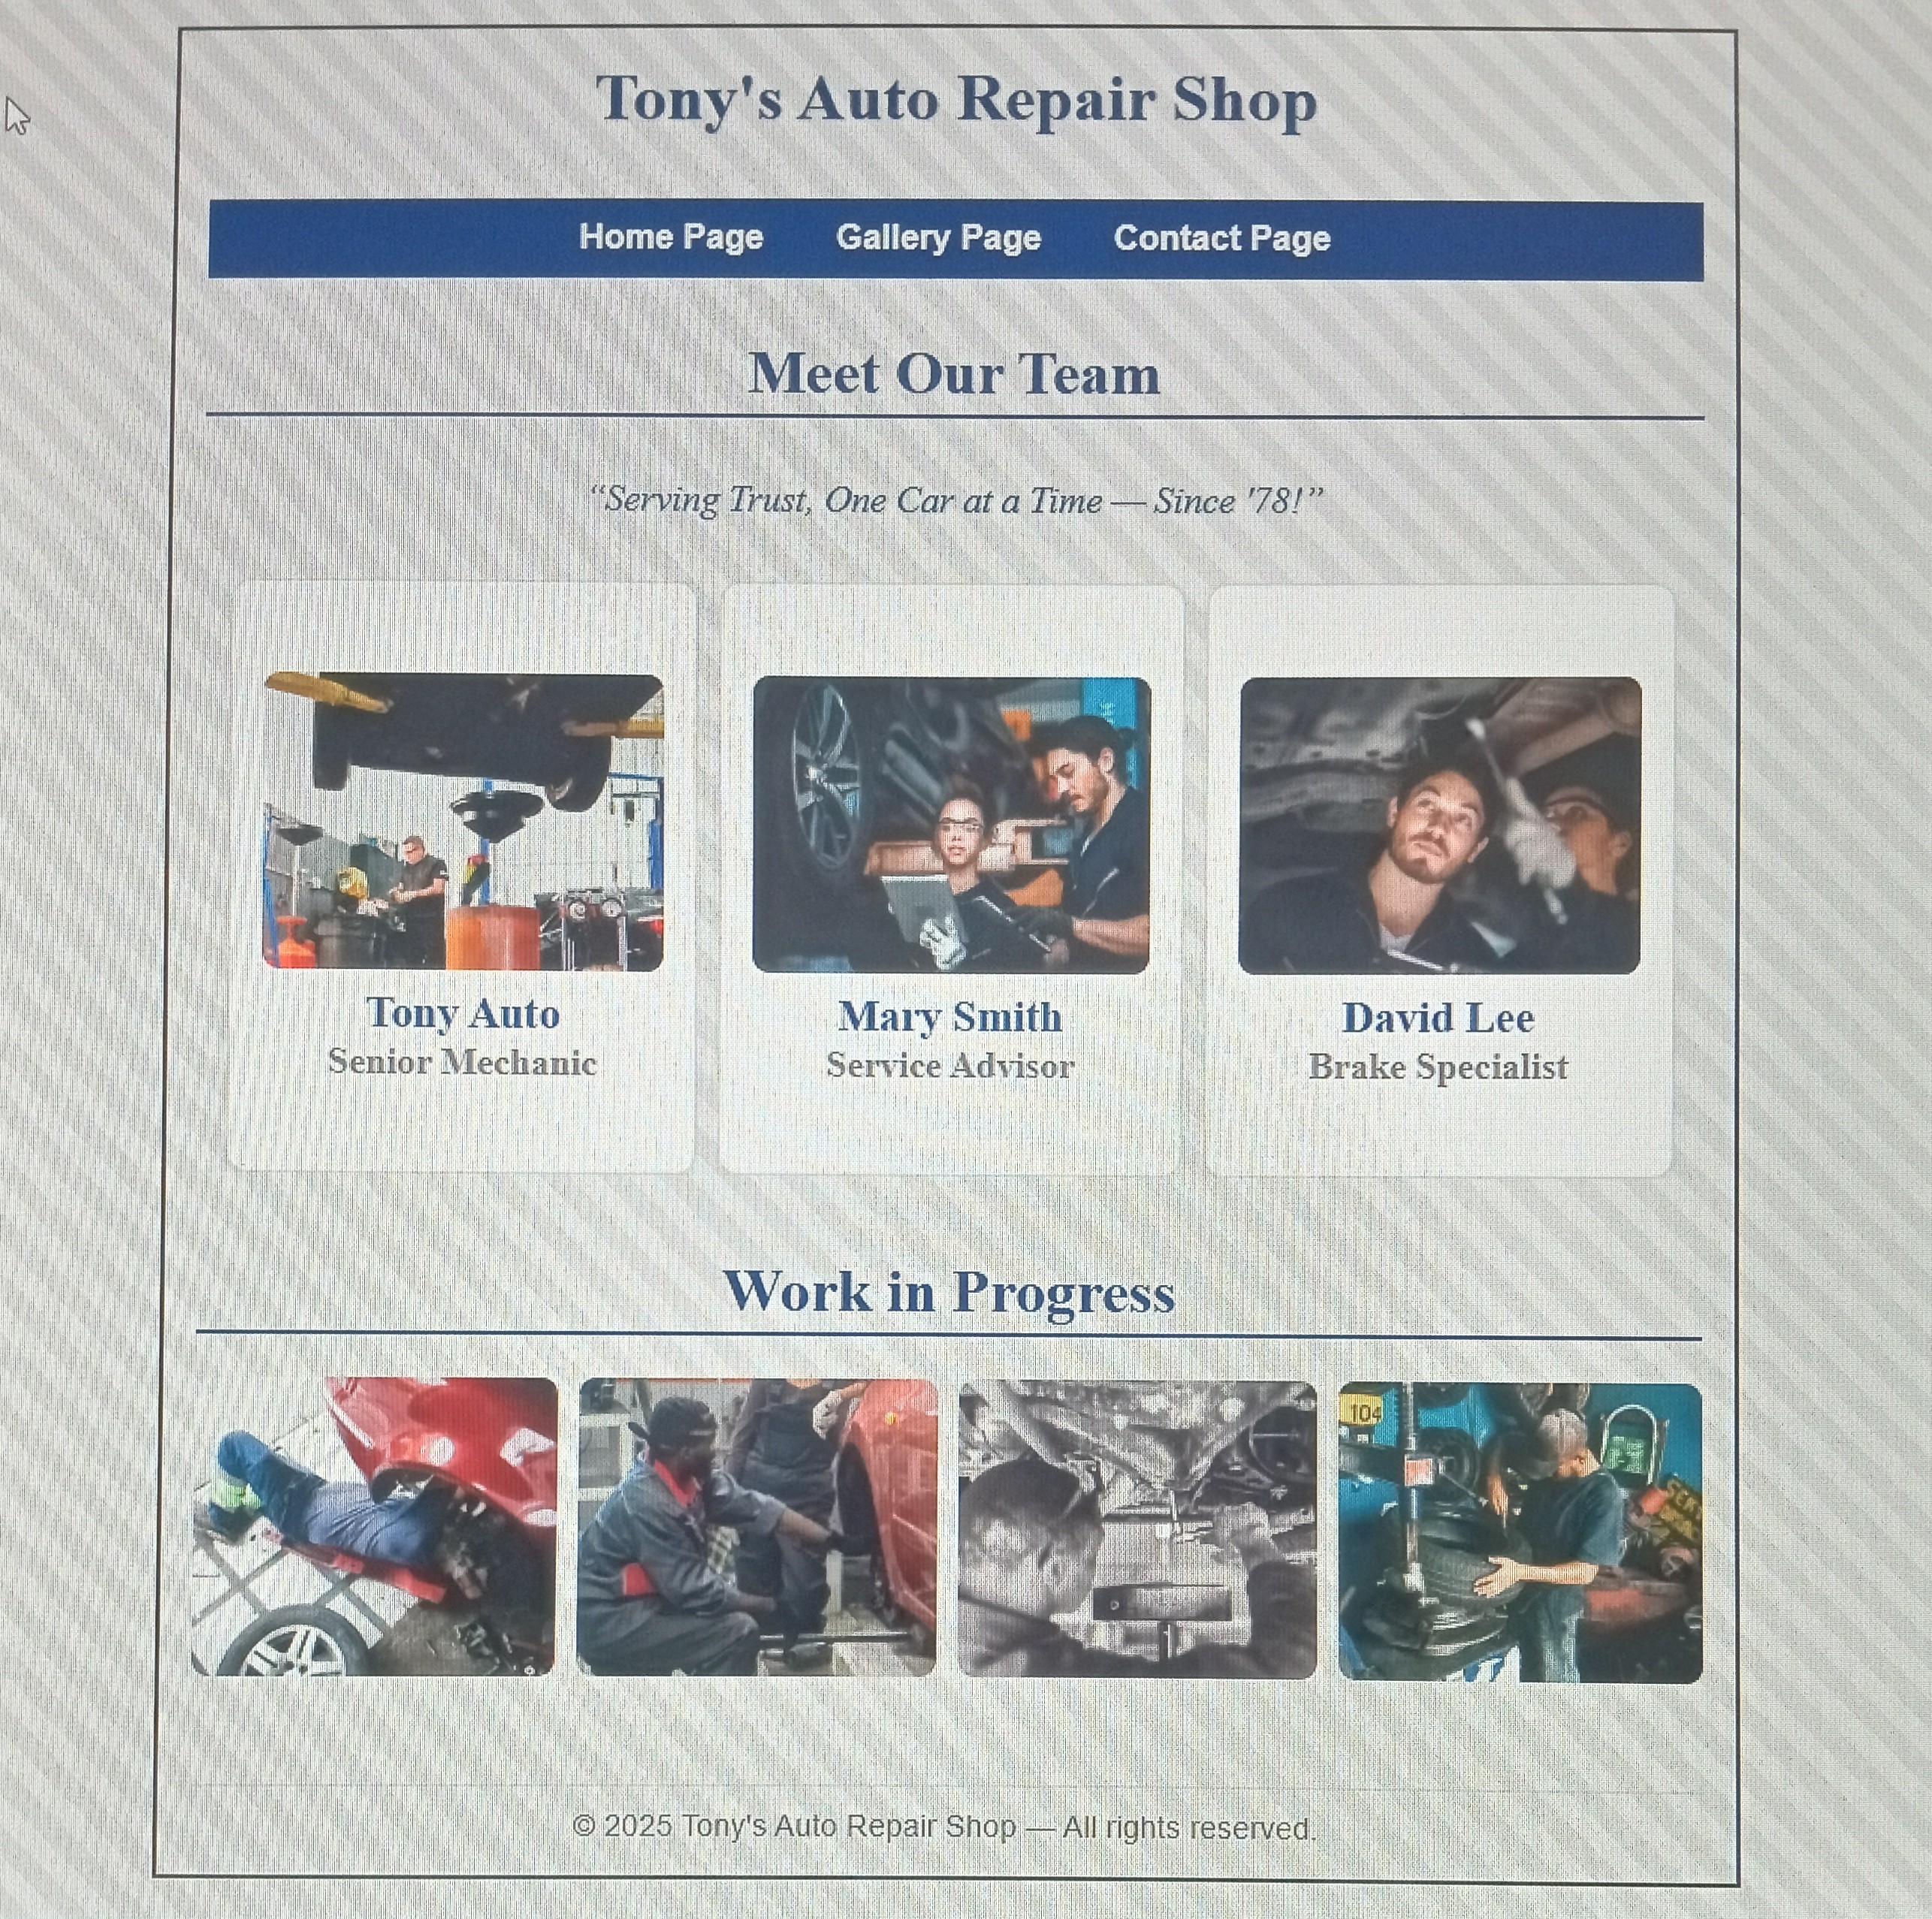 Tony's Auto Repair Shop
Home Page Gallery Page Contact Page
Meet Our Team
“Serving Trust, One Car at a Time — Since '78!”
Tony Auto
Senior Mechanic
Mary Smith
Service Advisor
David Lee
Brake Specialist
Work in Progress
104
© 2025 Tony's Auto Repair Shop — All rights reserved.